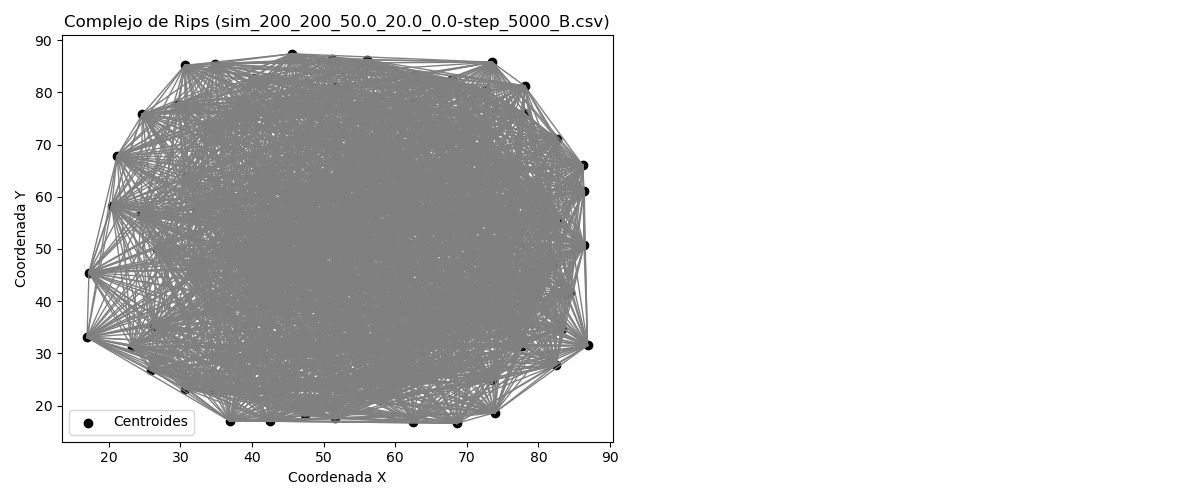 Complejo de Rips (sim_200_200_50.0_20.0_0.0-step_5000_B.csv)
90
80
70
60
50
40
30
20
Coordenada Y
Centroides
20 30 40 50 60 70 80 90
Coordenada X